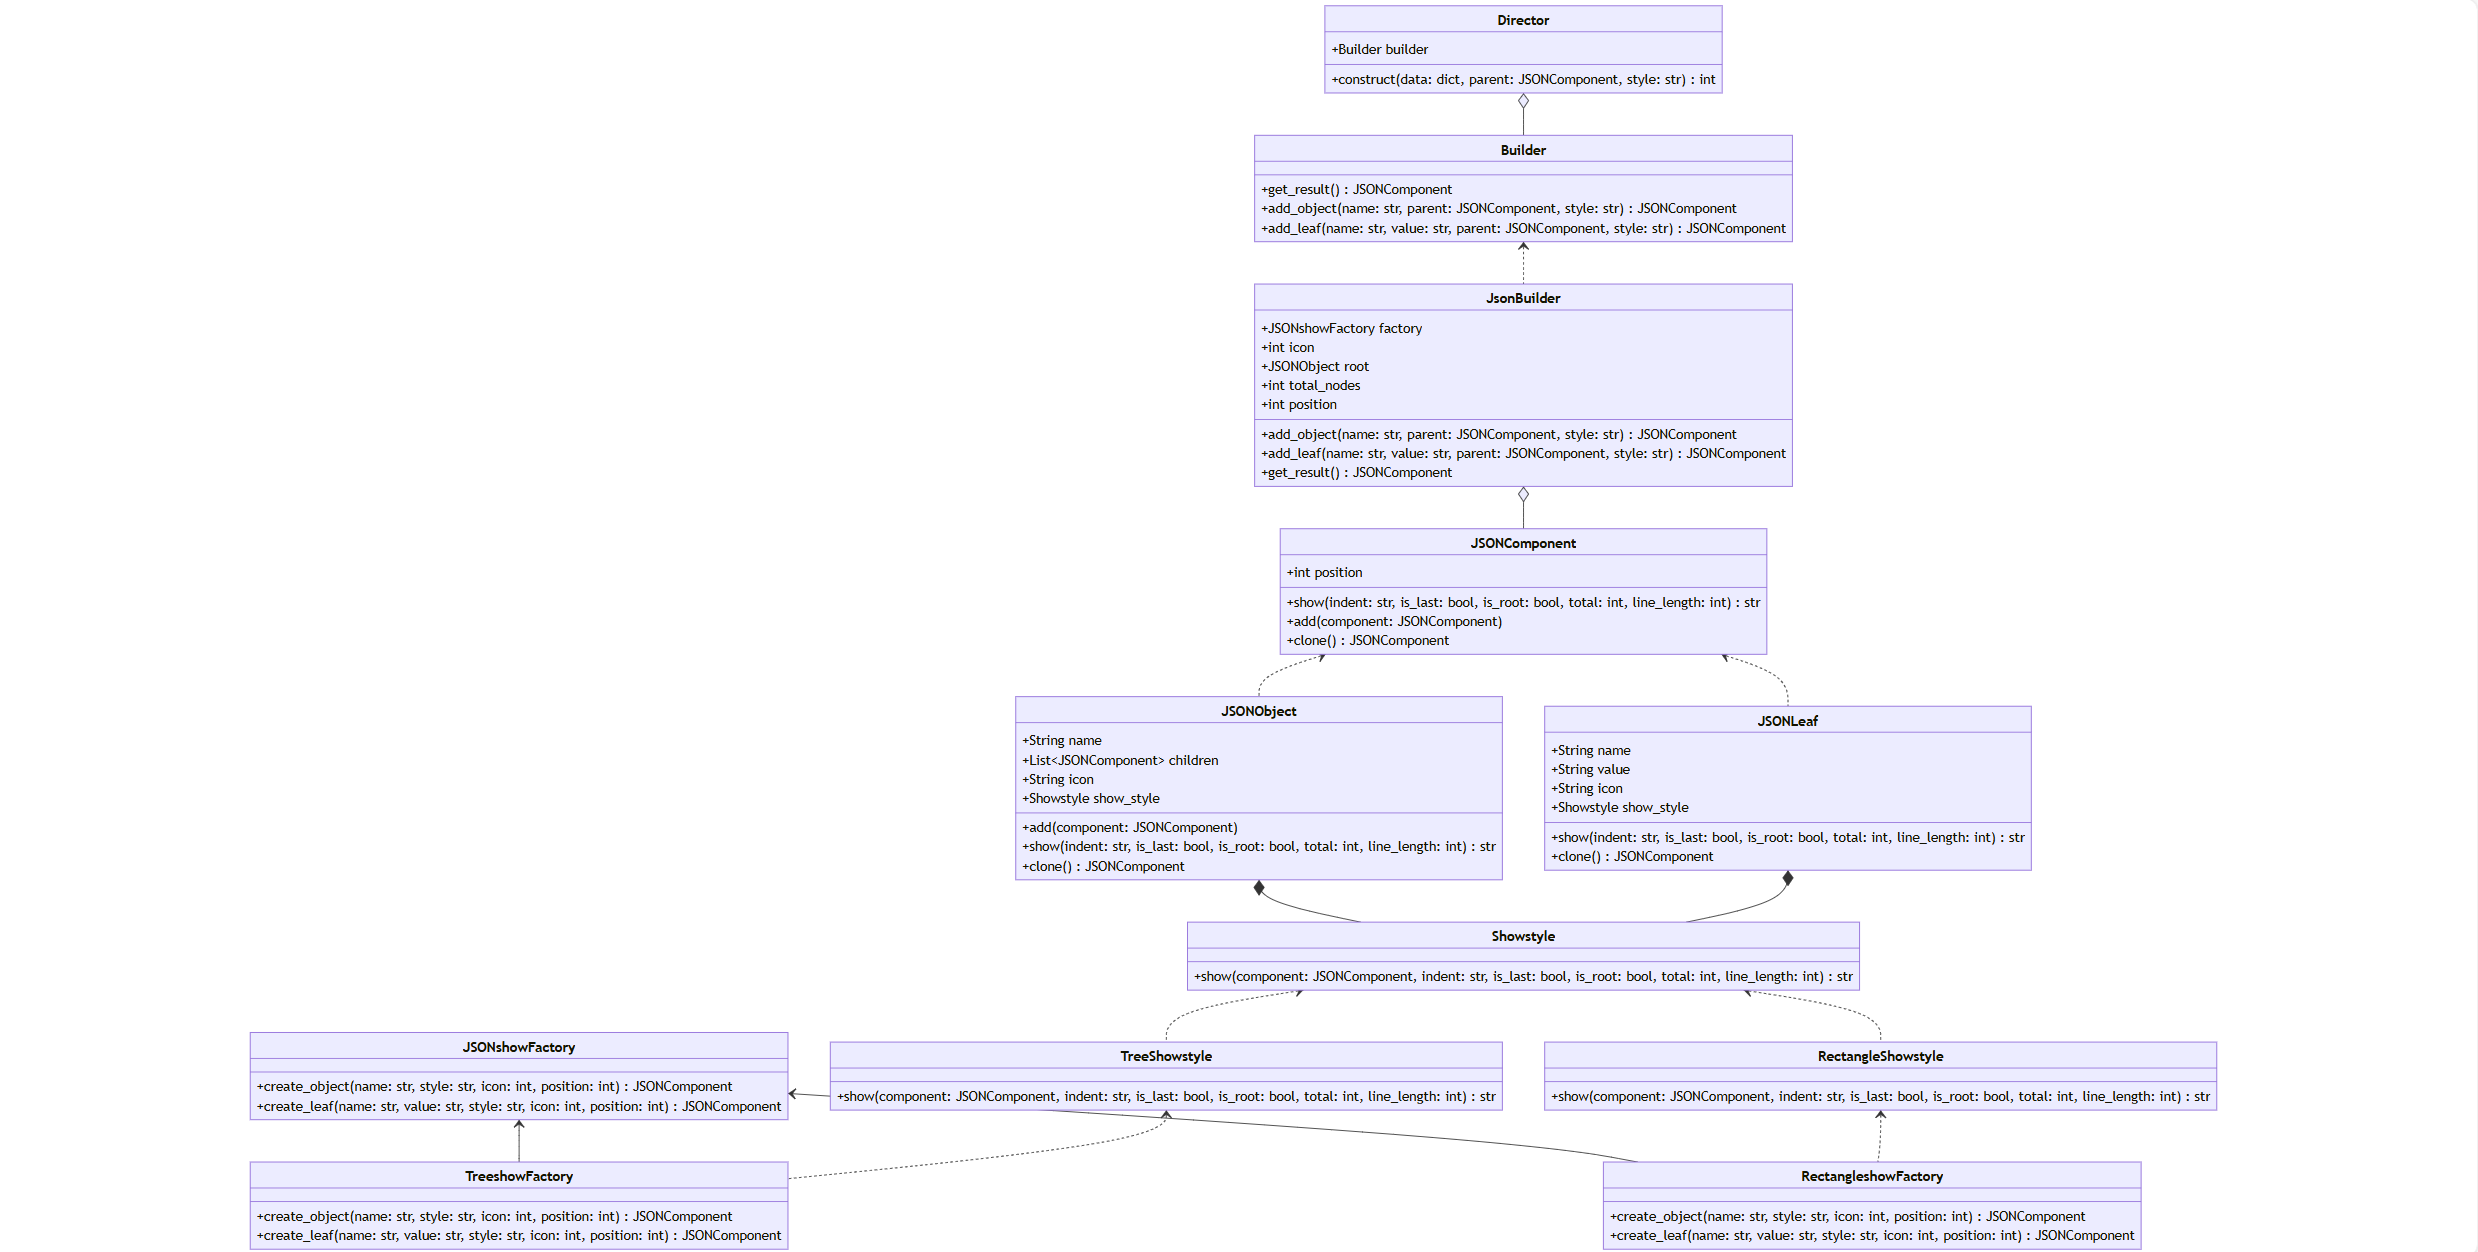 Director
+Builder builder
+construct(data: dict, parent: JSONComponent, style: str) : int
Builder
+get_result() : JSONComponent
+add_object(name: str, parent: JSONComponent, style: str) : JSONComponent
+add_leaf(name: str, value: str, parent: JSONComponent, style: str) : JSONComponent
JsonBuilder
+JSONshowFactory factory
+int icon
+JSONObject root
+int total_nodes
+int position
+add_object(name: str, parent: JSONComponent, style: str) : JSONComponent
+add_leaf(name: str, value: str, parent: JSONComponent, style: str) : JSONComponent
+get_result() : JSONComponent
JSONComponent
+int position
+show(indent: str, is_last: bool, is_root: bool, total: int, line_length: int) : str
+add(component: JSONComponent)
+clone() : JSONComponent
JSONObject
+String name
+List<JSONComponent> children
+String icon
+Showstyle show_style
+add(component: JSONComponent)
+show(indent: str, is_last: bool, is_root: bool, total: int, line_length: int) : str
+clone() : JSONComponent
JSONLeaf
+String name
+String value
+String icon
+Showstyle show_style
+show(indent: str, is_last: bool, is_root: bool, total: int, line_length: int) : str
+clone() : JSONComponent
Showstyle
+show(component: JSONComponent, indent: str, is_last: bool, is_root: bool, total: int, line_length: int) : str
JSONshowFactory
+create_object(name: str, style: str, icon: int, position: int) : JSONComponent
+create_leaf(name: str, value: str, style: str, icon: int, position: int) : JSONComponent
TreeShowstyle
+show(component: JSONComponent, indent: str, is_last: bool, is_root: bool, total: int, line_length: int) : str
RectangleShowstyle
+show(component: JSONComponent, indent: str, is_last: bool, is_root: bool, total: int, line_length: int) : str
TreeshowFactory
+create_object(name: str, style: str, icon: int, position: int) : JSONComponent
+create_leaf(name: str, value: str, style: str, icon: int, position: int) : JSONComponent
RectangleshowFactory
+create_object(name: str, style: str, icon: int, position: int) : JSONComponent
+create_leaf(name: str, value: str, style: str, icon: int, position: int) : JSONComponent